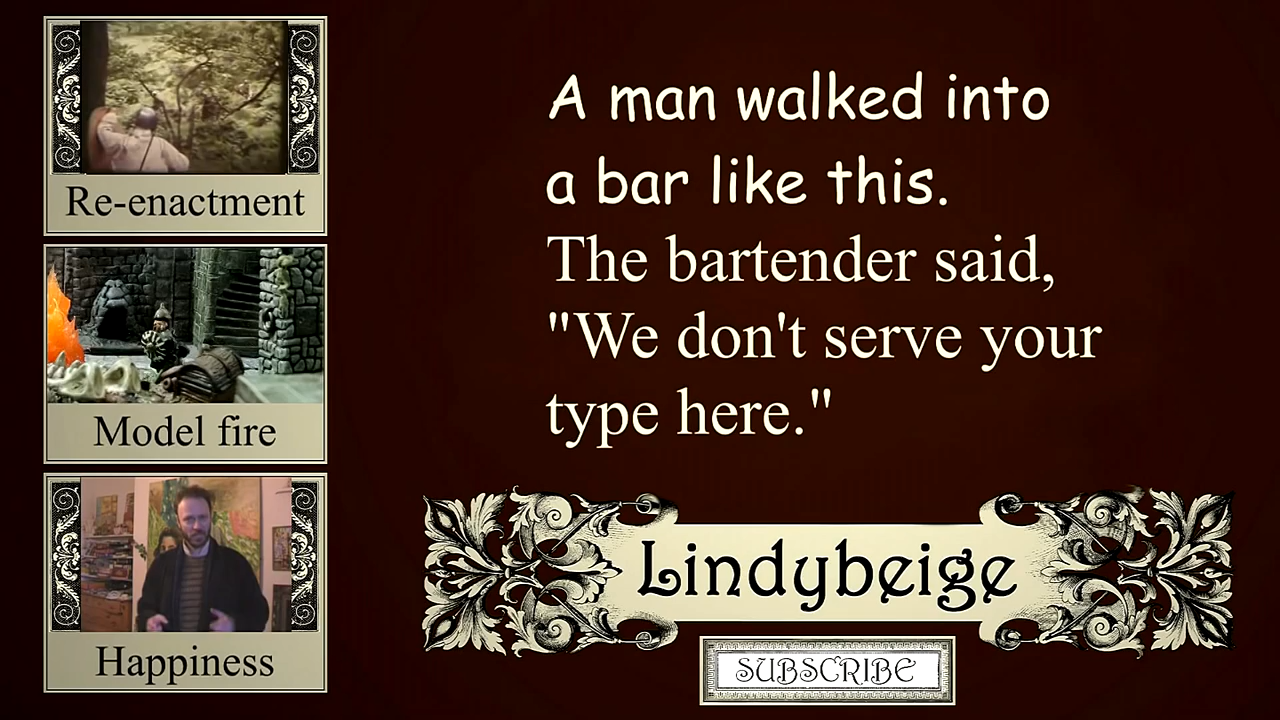 Re-enactment
Model fire
Happiness
A man walked into
a bar like this.
The bartender said,
"We don't serve your
type here."
Lindybeige
SUBSCRIBE